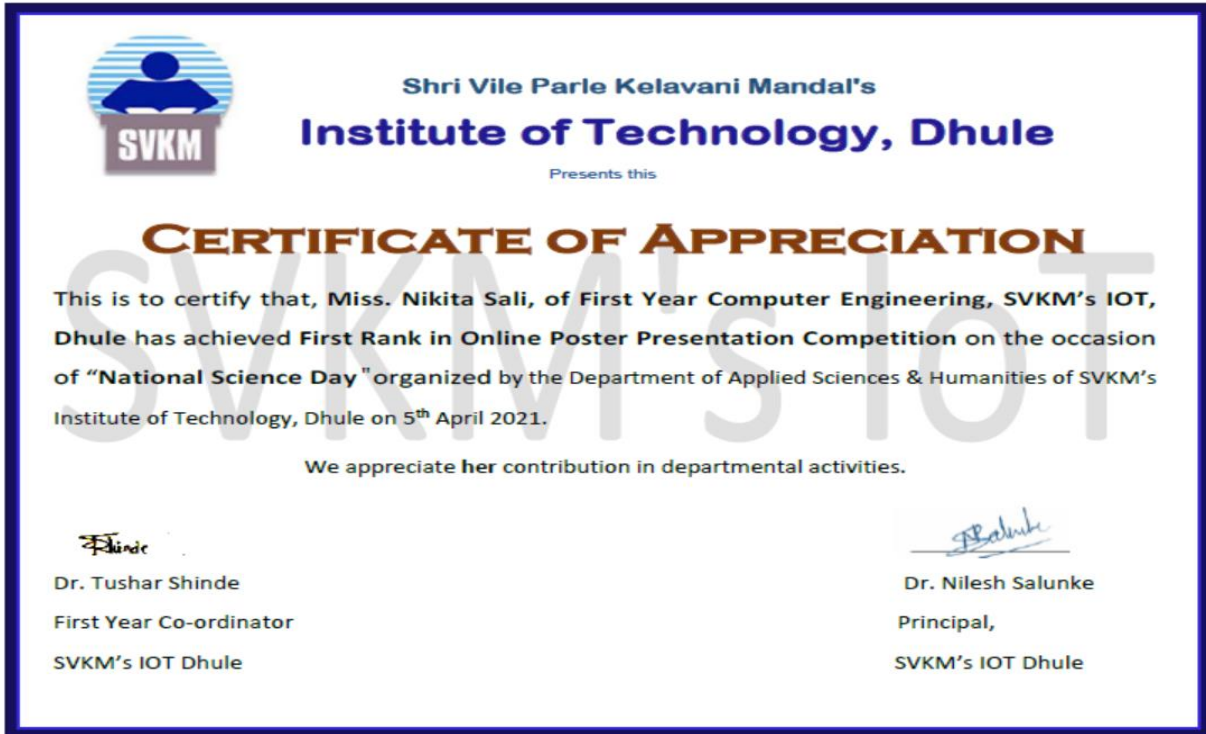 SVKM
Shri Vile Parle Kelavani Mandal's
Institute of Technology, Dhule
Presents this
CERTIFICATE OF APPRECIATION
SVKM's IoT
This is to certify that, Miss. Nikita Sali, of First Year Computer Engineering, SVKM's IOT,
Dhule has achieved First Rank in Online Poster Presentation Competition on the occasion
of “National Science Day" organized by the Department of Applied Sciences & Humanities of SVKM's
Institute of Technology, Dhule on 5th April 2021.
We appreciate her contribution in departmental activities.
Shinde
Dr. Tushar Shinde
First Year Co-ordinator
SVKM's IOT Dhule
Dr. Nilesh Salunke
Principal,
SVKM's IOT Dhule